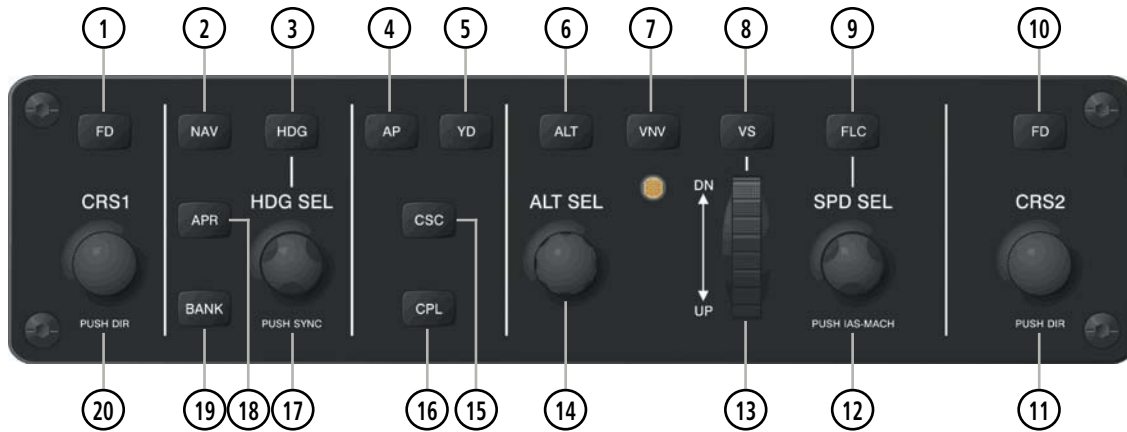 1 2 3 4 5 6 7 8 9 10
FD NAV HDG AP YD ALT VNV VS FLC FD
CRS1 HDG SEL ALT SEL DN SPD SEL CRS2
APR CSC
BANK CPL UP
PUSH DIR PUSH SYNC PUSH IAS-MACH PUSH DIR
20 19 18 17 16 15 14 13 12 11